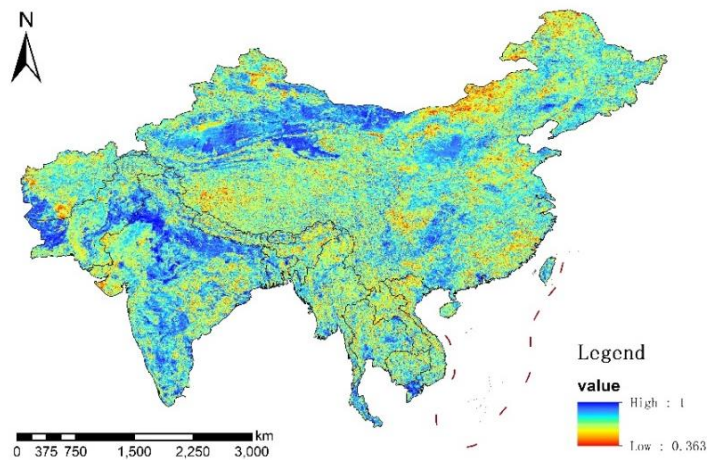 N
Legend
value
High : 1
Low : 0.363
km
0 375 750 1,500 2,250 3,000